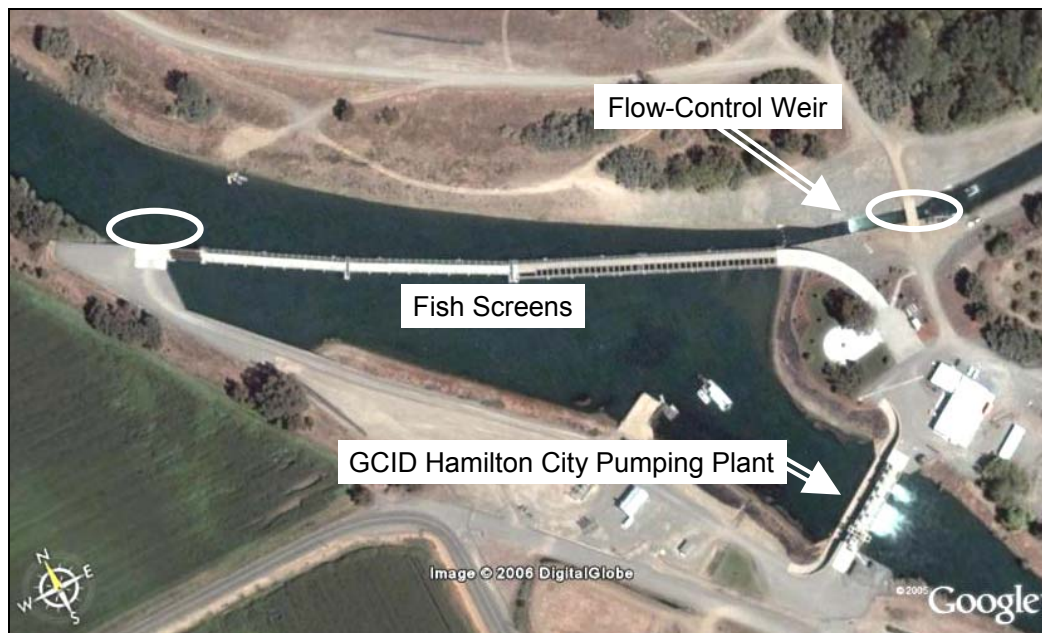 Flow-Control Weir
Fish Screens
GCID Hamilton City Pumping Plant
N
E
W
S
Image © 2006 DigitalGlobe
© 2005 Google